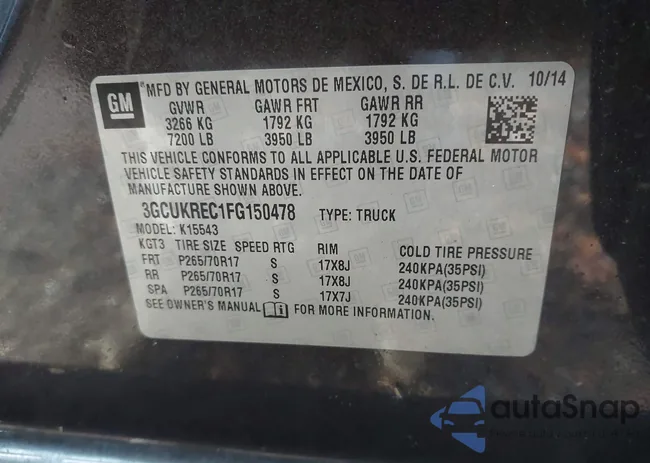 GM
MFD BY GENERAL MOTORS DE MEXICO, S. DE R.L. DE C.V. 10/14
GVWR GAWR FRT GAWR RR
3266 KG 1792 KG 1792 KG
7200 LB 3950 LB 3950 LB
THIS VEHICLE CONFORMS TO ALL APPLICABLE U.S. FEDERAL MOTOR
VEHICLE SAFETY STANDARDS IN EFFECT ON THE DATE OF
MANUFACTURE SHOWN ABOVE.
3GCUKREC1FG150478 TYPE: TRUCK
MODEL: K15543
KGT3 TIRE SIZE SPEED RTG RIM COLD TIRE PRESSURE
FRT P265/70R17 S 17X8J 240KPA(35PSI)
RR P265/70R17 S 17X8J 240KPA(35PSI)
SPA P265/70R17 S 17X7J 240KPA(35PSI)
SEE OWNER'S MANUAL FOR MORE INFORMATION.
autoSnap